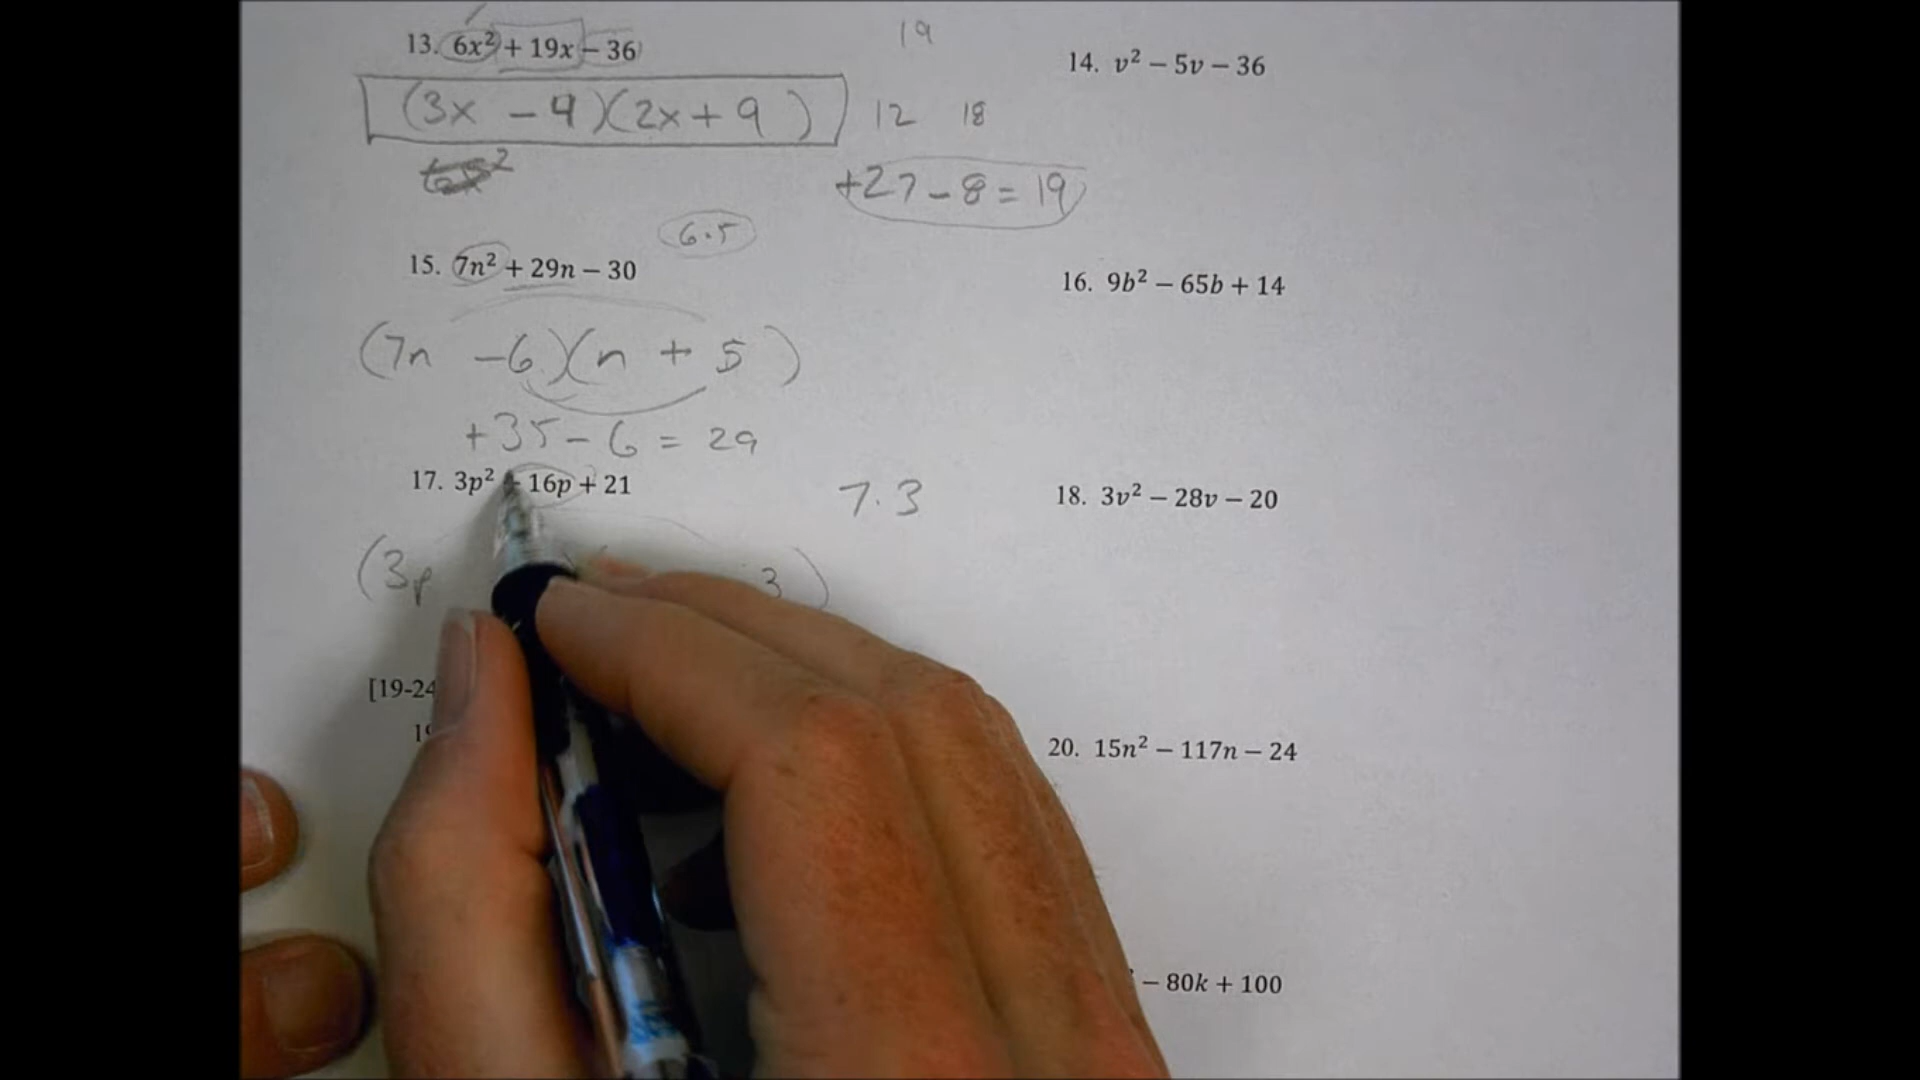 13. 6x² + 19x − 36
19
14. v² − 5v − 36
(3x − 4)(2x + 9)
12 18
+27 − 8 = 19
6·5
15. 7n² + 29n − 30
16. 9b² − 65b + 14
(7n − 6)(n + 5)
+35 − 6 = 29
17. 3p² 16p + 21
7.3
18. 3v² − 28v − 20
(3p 3)
[19-24
20. 15n² − 117n − 24
− 80k + 100